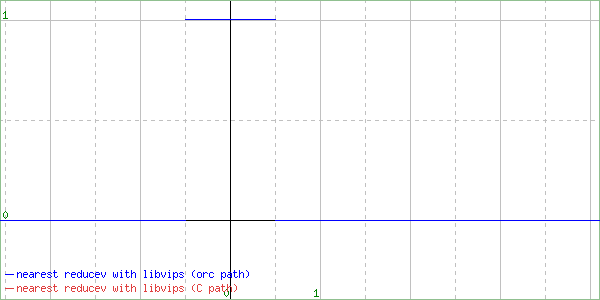 1
0
nearest reducev with libvips (orc path)
nearest reducev with libvips (C path)
0 1